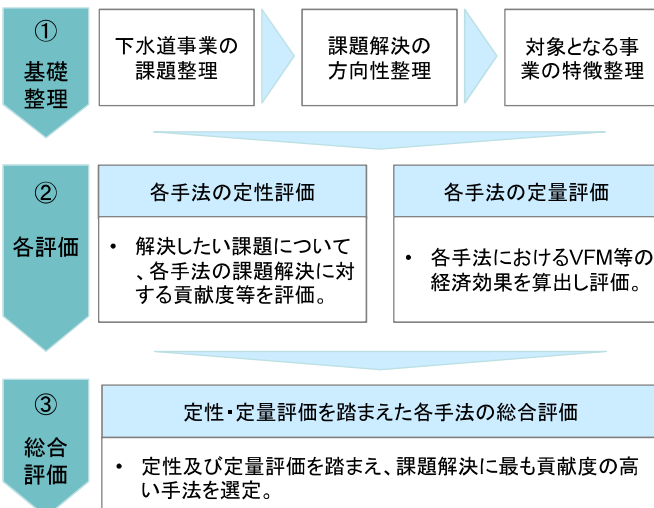 ①
基礎
整理
下水道事業の
課題整理
課題解決の
方向性整理
対象となる事
業の特徴整理
②
各評価
各手法の定性評価
• 解決したい課題について
、各手法の課題解決に対
する貢献度等を評価。
各手法の定量評価
• 各手法におけるVFM等の
経済効果を算出し評価。
③
総合
評価
定性・定量評価を踏まえた各手法の総合評価
• 定性及び定量評価を踏まえ、課題解決に最も貢献度の高
い手法を選定。